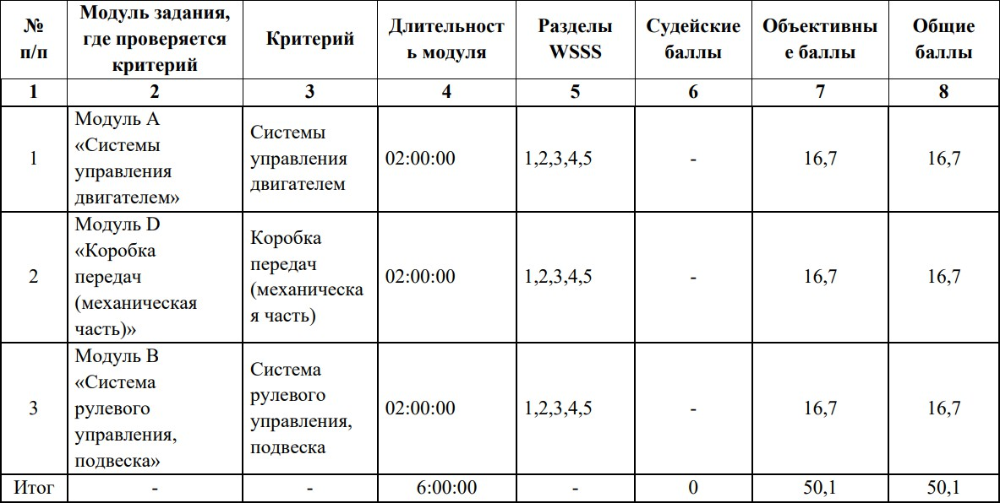 № п/п
Модуль задания, где проверяется критерий
Критерий
Длительност
ь модуля
Разделы WSSS
Судейские баллы
Объективны
е баллы
Общие баллы
1 2 3 4 5 6 7 8
1
Модуль А
«Системы
управления
двигателем»
Системы
управления
двигателем
02:00:00
1,2,3,4,5
-
16,7
16,7
2
Модуль D
«Коробка
передач
(механическая
часть)»
Коробка
передач
(механическа
я часть)
02:00:00
1,2,3,4,5
-
16,7
16,7
3
Модуль B
«Система
рулевого
управления,
подвеска»
Система
рулевого
управления,
подвеска
02:00:00
1,2,3,4,5
-
16,7
16,7
Итог - - 6:00:00 - 0 50,1 50,1